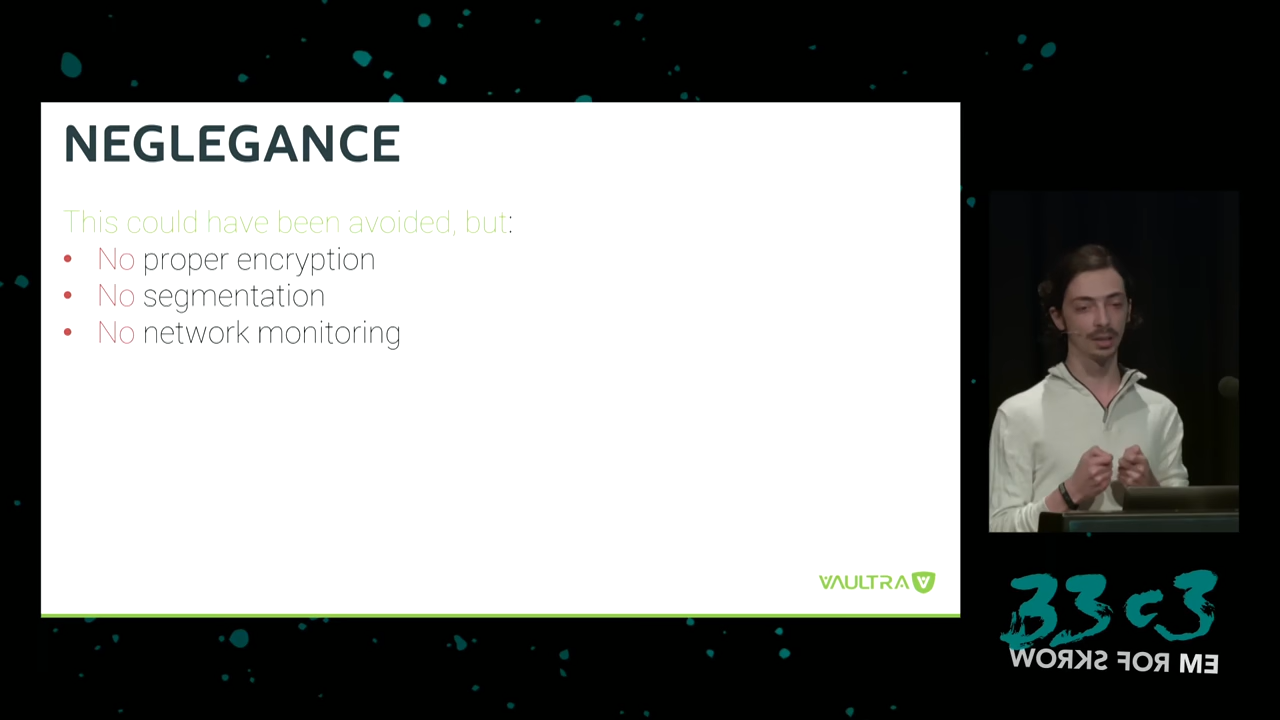 NEGLEGANCE
This could have been avoided, but:
• No proper encryption
• No segmentation
• No network monitoring
VAULTRA
33c3
WORKS FOR ME